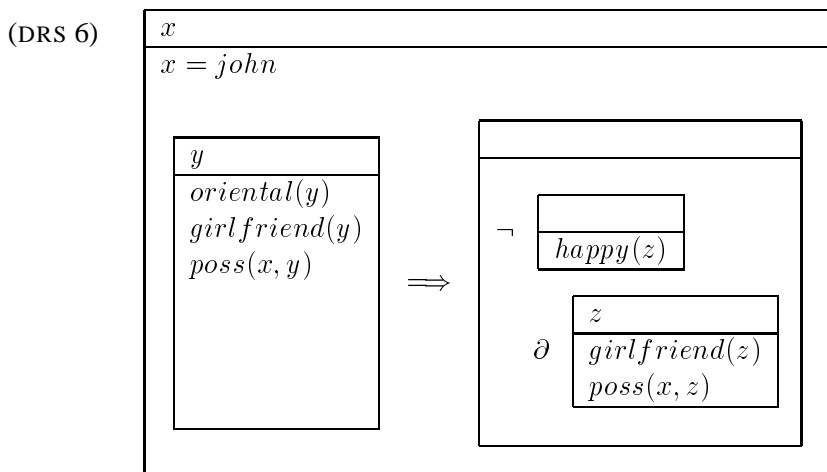 (DRS 6)
x
x = john
y
oriental(y)
girlfriend(y)
poss(x, y)
⟹
¬
happy(z)
∂
z
girlfriend(z)
poss(x, z)